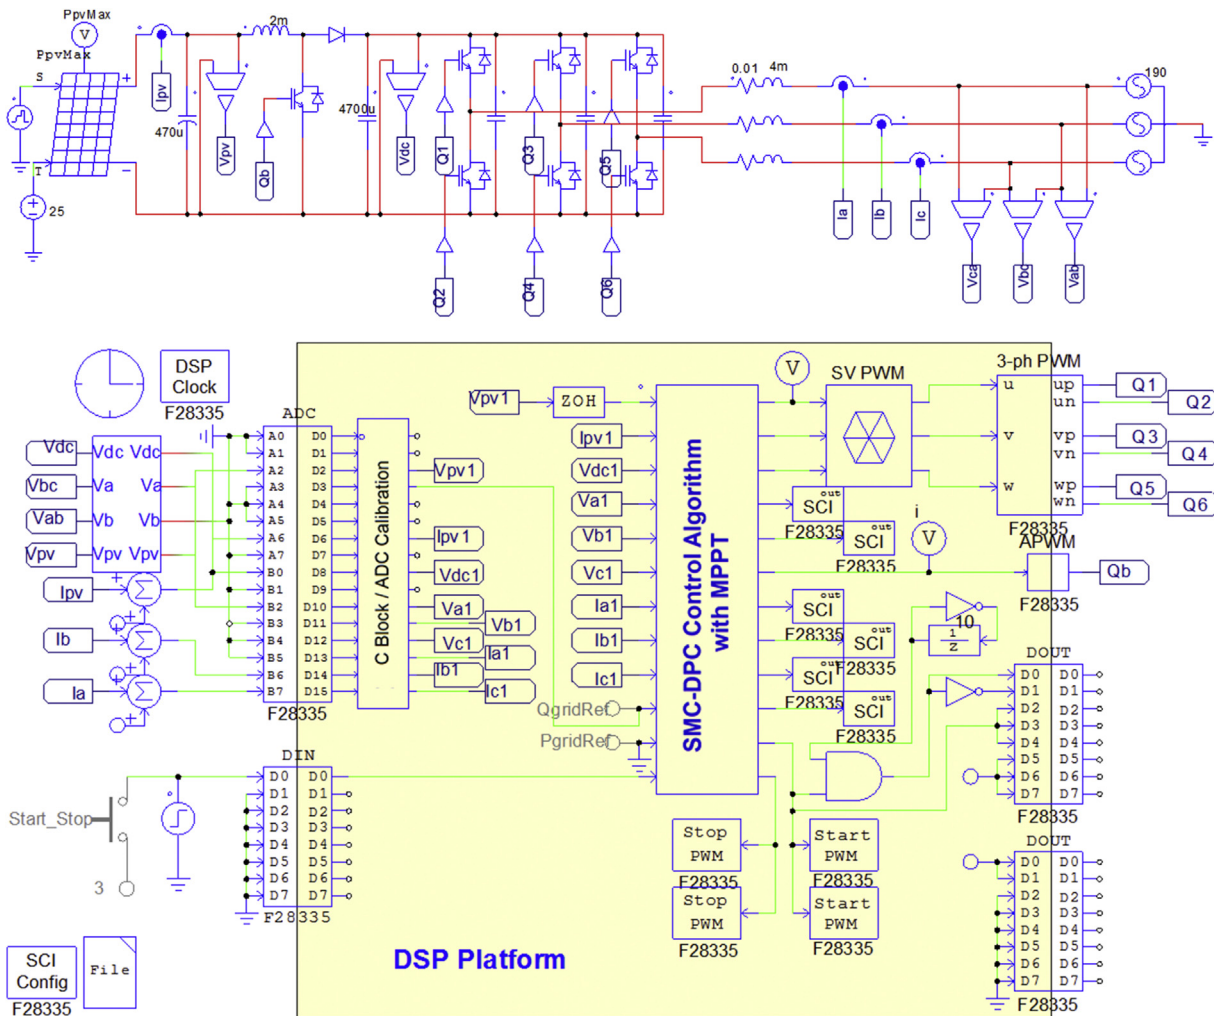 PpvMax
V
PpvMax
S
+
T
−
25
Ipv
470u
Vpv
2m
Qb
4700u
Vdc
Q1
Q3
Q5
Q2
Q4
Q6
0.01 4m
190
Ia
Ib
Ic
Vca
Vbc
Vab
DSP
Clock
F28335
Vdc
Vbc
Vab
Vpv
Vdc Vdc
Va Va
Vb Vb
Vpv Vpv
Ipv
Ib
Ia
Σ
Σ
Σ
ADC
A0 D0
A1 D1
A2 D2
A3 D3
A4 D4
A5 D5
A6 D6
A7 D7
B0 D8
B1 D9
B2 D10
B3 D11
B4 D12
B5 D13
B6 D14
B7 D15
F28335
C Block / ADC Calibration
Vpv1
Ipv1
Vdc1
Va1
Vb1
Vc1
Ia1
Ib1
Ic1
Vpv1
ZOH
Ipv1
Vdc1
Va1
Vb1
Vc1
Ia1
Ib1
Ic1
QgridRef
PgridRef
SMC-DPC Control Algorithm
with MPPT
V
SV PWM
3-ph PWM
u up
un
v vp
vn
w wp
wn
F28335
Q1
Q2
Q3
Q4
Q5
Q6
out
SCI
F28335
out
SCI
F28335
i
V
APWM
F28335
Qb
out
SCI
F28335
out
SCI
F28335
out
SCI
F28335
out
SCI
F28335
10
1
z
DOUT
D0 D0
D1 D1
D2 D2
D3 D3
D4 D4
D5 D5
D6 D6
D7 D7
F28335
DOUT
D0 D0
D1 D1
D2 D2
D3 D3
D4 D4
D5 D5
D6 D6
D7 D7
F28335
Start_Stop
3
DIN
D0 D0
D1 D1
D2 D2
D3 D3
D4 D4
D5 D5
D6 D6
D7 D7
F28335
Stop
PWM
F28335
Start
PWM
F28335
Stop
PWM
F28335
Start
PWM
F28335
DSP Platform
SCI
Config
F28335
File